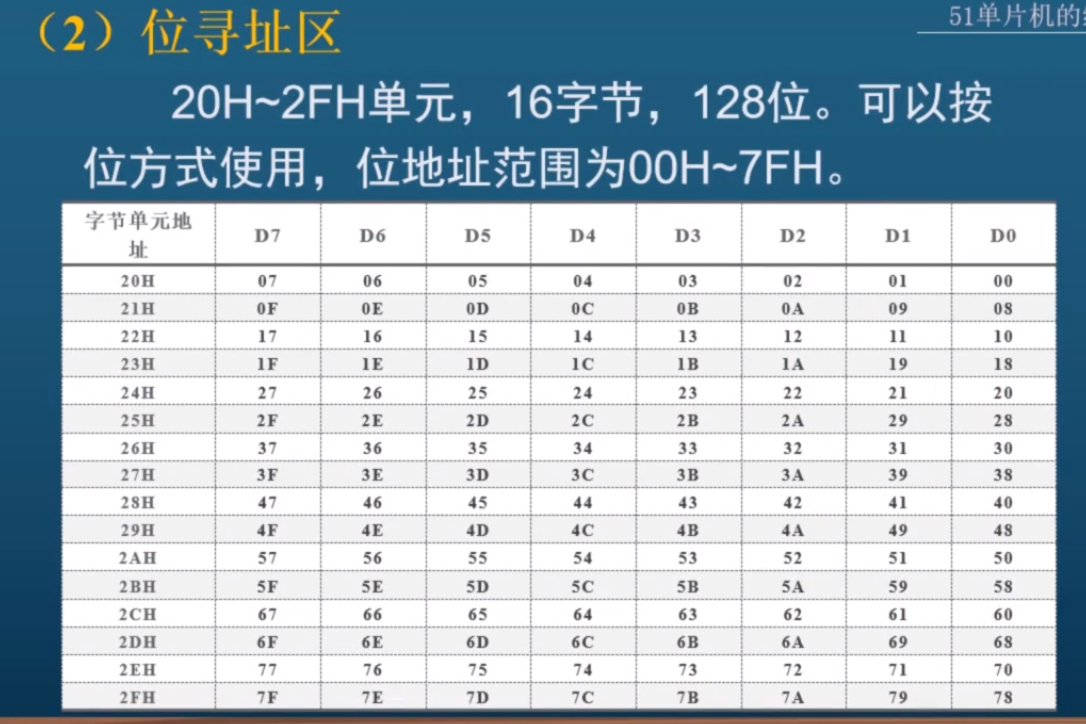 51单片机的
（2）位寻址区
20H~2FH单元，16字节，128位。可以按
位方式使用，位地址范围为00H~7FH。
字节单元地
址 D7 D6 D5 D4 D3 D2 D1 D0
20H 07 06 05 04 03 02 01 00
21H 0F 0E 0D 0C 0B 0A 09 08
22H 17 16 15 14 13 12 11 10
23H 1F 1E 1D 1C 1B 1A 19 18
24H 27 26 25 24 23 22 21 20
25H 2F 2E 2D 2C 2B 2A 29 28
26H 37 36 35 34 33 32 31 30
27H 3F 3E 3D 3C 3B 3A 39 38
28H 47 46 45 44 43 42 41 40
29H 4F 4E 4D 4C 4B 4A 49 48
2AH 57 56 55 54 53 52 51 50
2BH 5F 5E 5D 5C 5B 5A 59 58
2CH 67 66 65 64 63 62 61 60
2DH 6F 6E 6D 6C 6B 6A 69 68
2EH 77 76 75 74 73 72 71 70
2FH 7F 7E 7D 7C 7B 7A 79 78